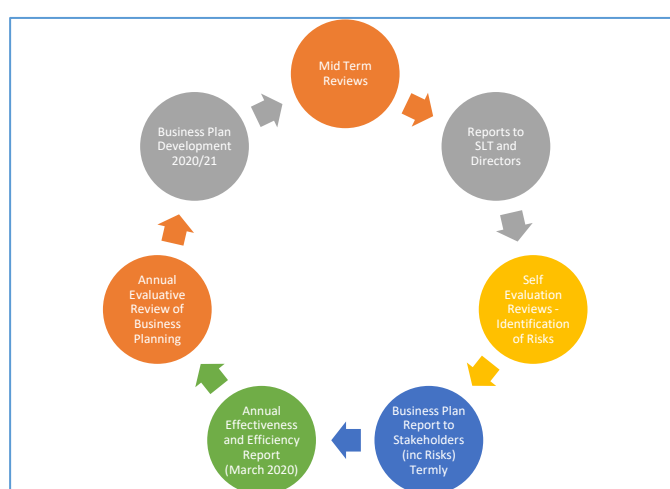 Mid Term
Reviews
Reports to
SLT and
Directors
Self
Evaluation
Reviews -
Identification
of Risks
Business Plan
Report to
Stakeholders
(inc Risks)
Termly
Annual
Effectiveness
and Efficiency
Report
(March 2020)
Annual
Evaluative
Review of
Business
Planning
Business Plan
Development
2020/21